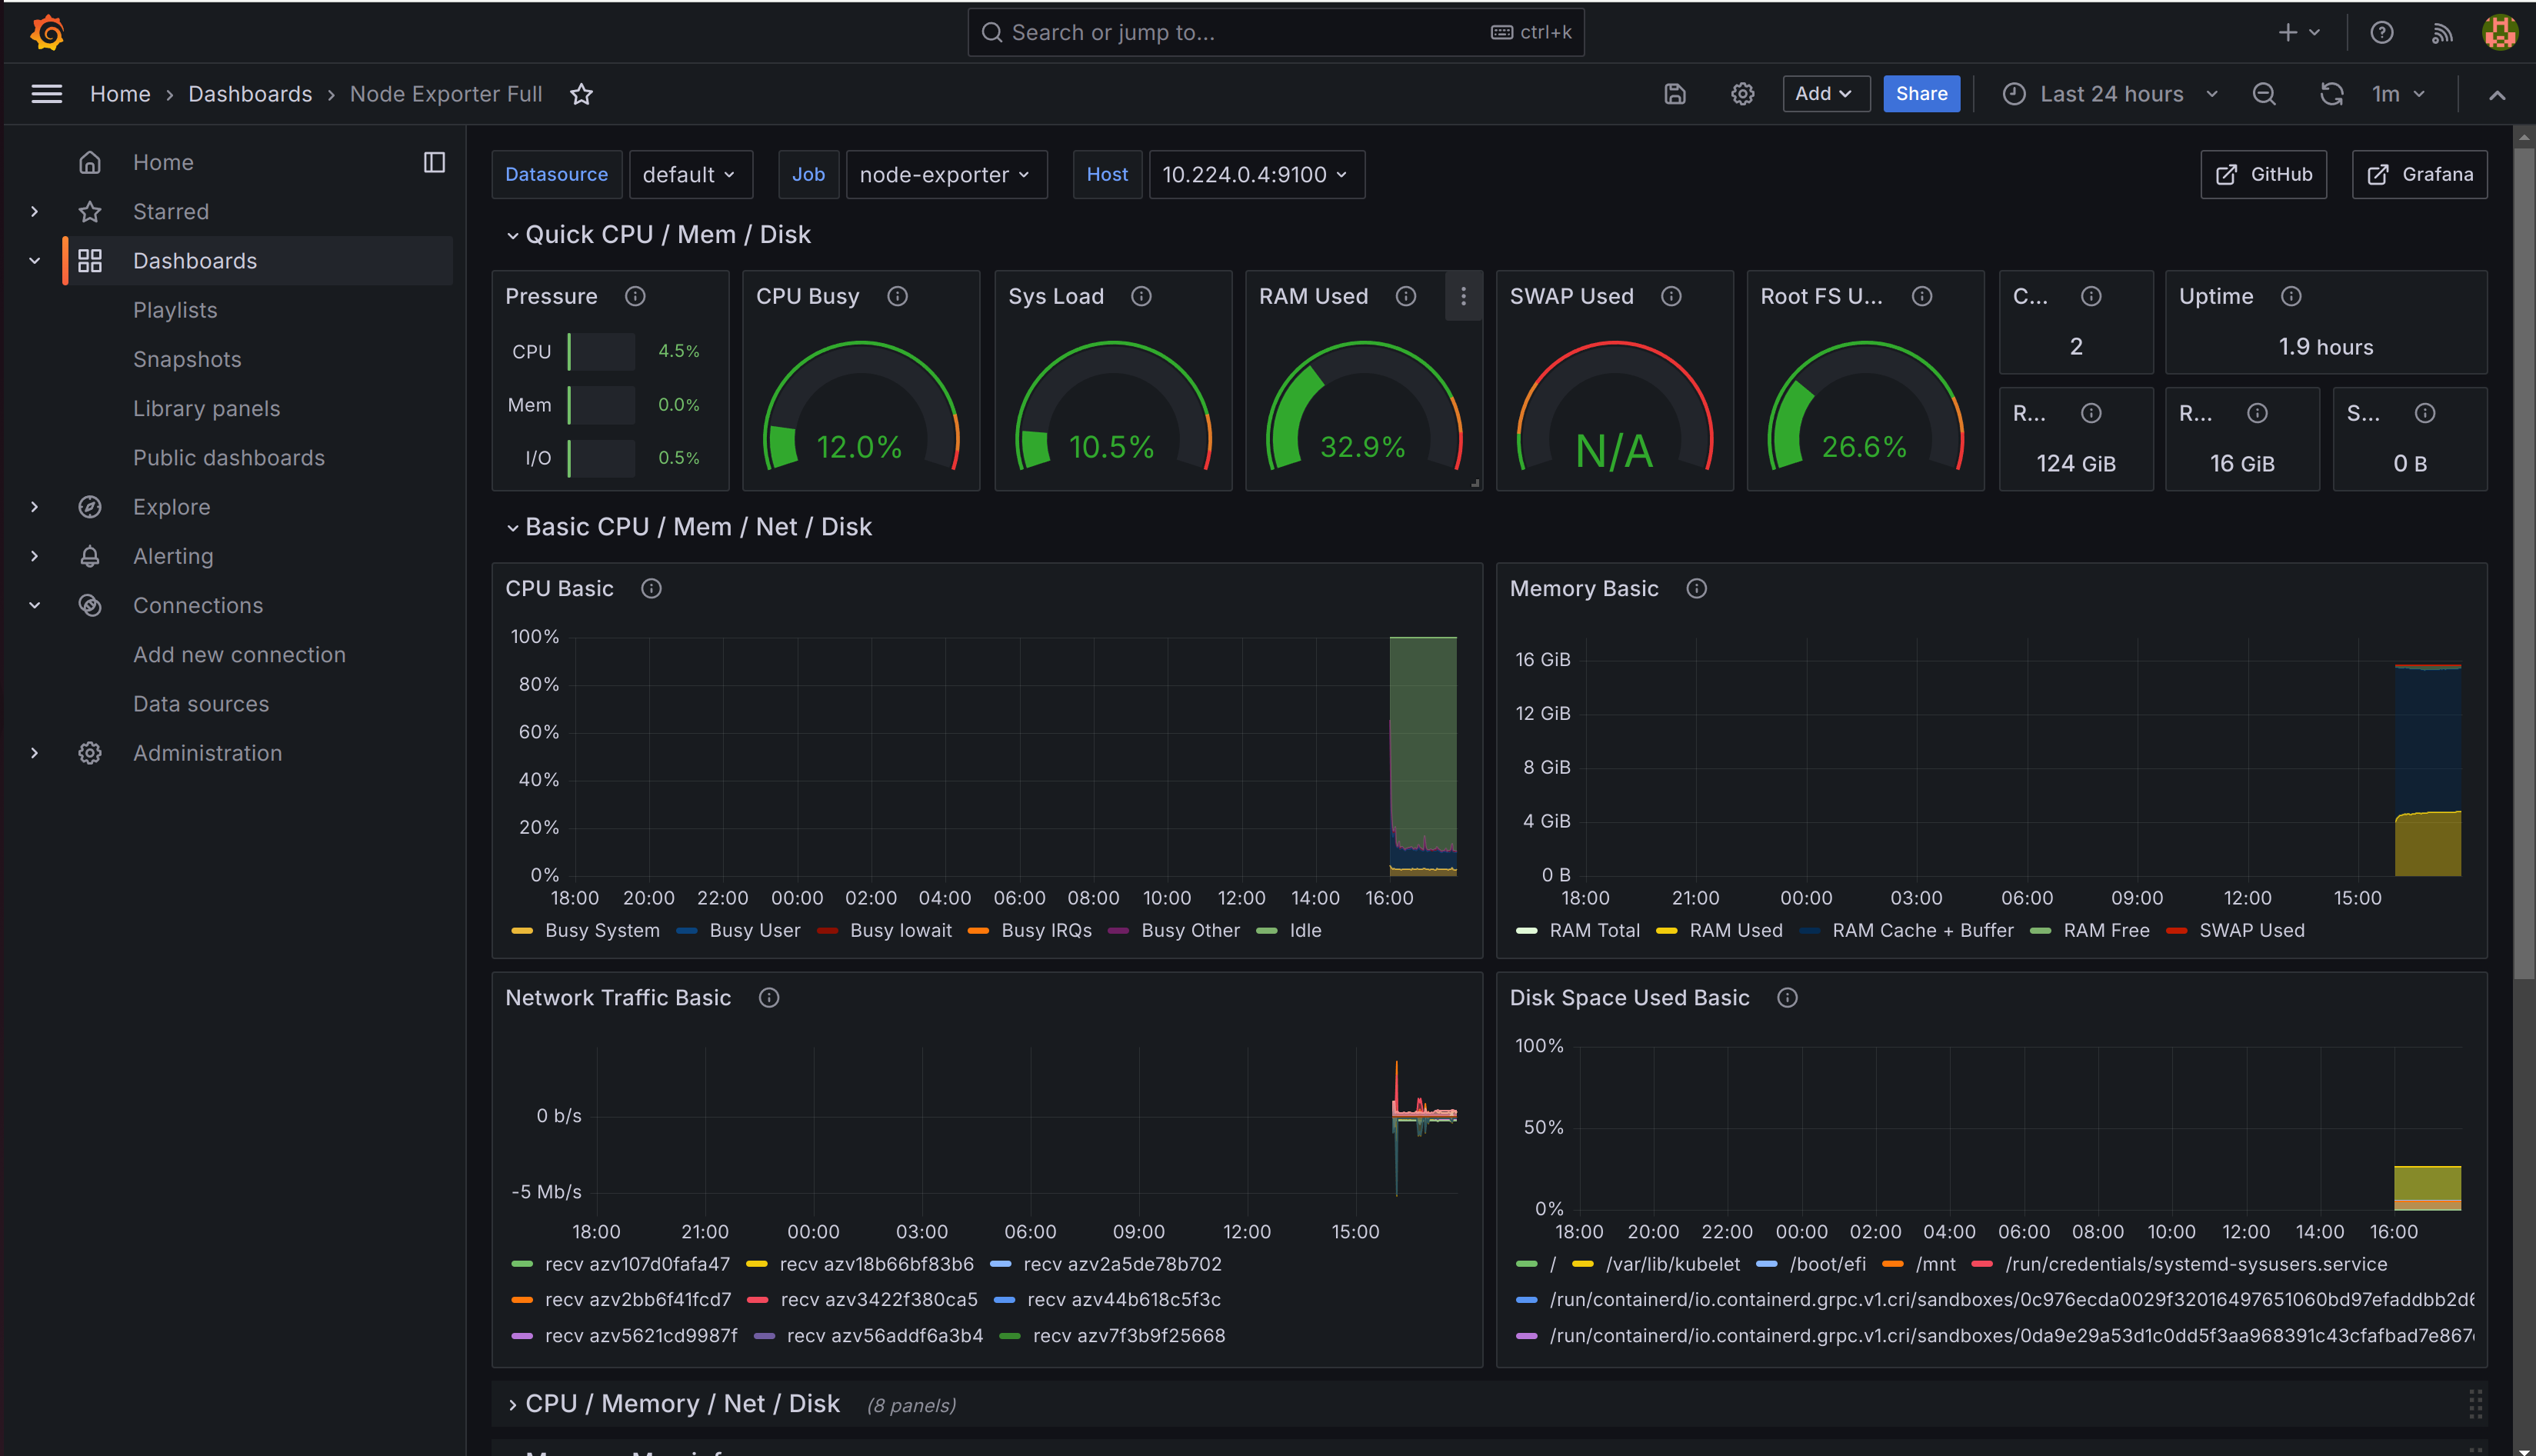 Search or jump to...
ctrl+k
Home
Dashboards
Node Exporter Full
Add
Share
Last 24 hours
1m
Home
Starred
Dashboards
Playlists
Snapshots
Library panels
Public dashboards
Explore
Alerting
Connections
Add new connection
Data sources
Administration
Datasource default Job node-exporter Host 10.224.0.4:9100
GitHub
Grafana
Quick CPU / Mem / Disk
Pressure
CPU 4.5%
Mem 0.0%
I/O 0.5%
CPU Busy
12.0%
Sys Load
10.5%
RAM Used
32.9%
SWAP Used
N/A
Root FS U...
26.6%
C...
2
Uptime
1.9 hours
R...
124 GiB
R...
16 GiB
S...
0 B
Basic CPU / Mem / Net / Disk
CPU Basic
100%
80%
60%
40%
20%
0%
18:00 20:00 22:00 00:00 02:00 04:00 06:00 08:00 10:00 12:00 14:00 16:00
Busy System Busy User Busy Iowait Busy IRQs Busy Other Idle
Memory Basic
16 GiB
12 GiB
8 GiB
4 GiB
0 B
18:00 21:00 00:00 03:00 06:00 09:00 12:00 15:00
RAM Total RAM Used RAM Cache + Buffer RAM Free SWAP Used
Network Traffic Basic
0 b/s
-5 Mb/s
18:00 21:00 00:00 03:00 06:00 09:00 12:00 15:00
recv azv107d0fafa47 recv azv18b66bf83b6 recv azv2a5de78b702
recv azv2bb6f41fcd7 recv azv3422f380ca5 recv azv44b618c5f3c
recv azv5621cd9987f recv azv56addf6a3b4 recv azv7f3b9f25668
Disk Space Used Basic
100%
50%
0%
18:00 20:00 22:00 00:00 02:00 04:00 06:00 08:00 10:00 12:00 14:00 16:00
/ /var/lib/kubelet /boot/efi /mnt /run/credentials/systemd-sysusers.service
/run/containerd/io.containerd.grpc.v1.cri/sandboxes/0c976ecda0029f32016497651060bd97efaddbb2d6
/run/containerd/io.containerd.grpc.v1.cri/sandboxes/0da9e29a53d1c0dd5f3aa968391c43cfafbad7e867
CPU / Memory / Net / Disk (8 panels)